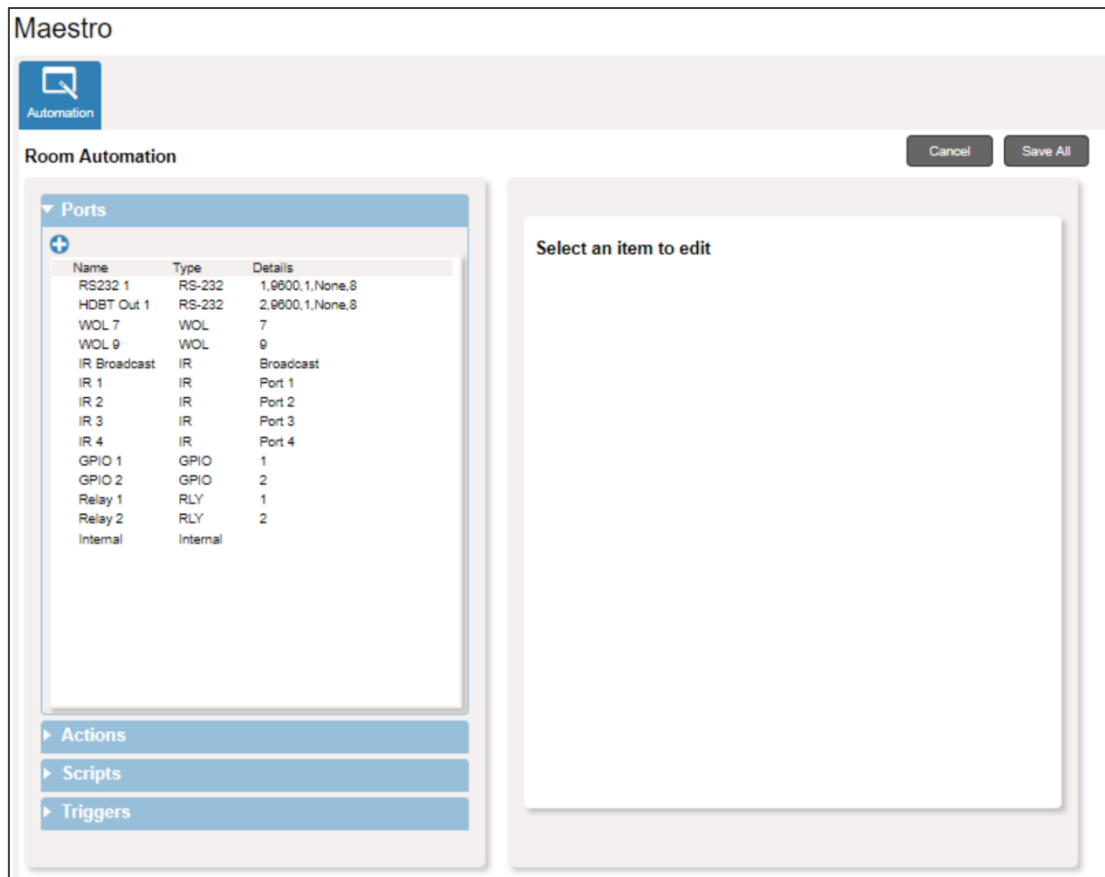 Maestro
Automation
Room Automation
Cancel
Save All
Ports
Name Type Details
RS232 1 RS-232 1,9600,1,None,8
HDBT Out 1 RS-232 2,9600,1,None,8
WOL 7 WOL 7
WOL 9 WOL 9
IR Broadcast IR Broadcast
IR 1 IR Port 1
IR 2 IR Port 2
IR 3 IR Port 3
IR 4 IR Port 4
GPIO 1 GPIO 1
GPIO 2 GPIO 2
Relay 1 RLY 1
Relay 2 RLY 2
Internal Internal
Actions
Scripts
Triggers
Select an item to edit